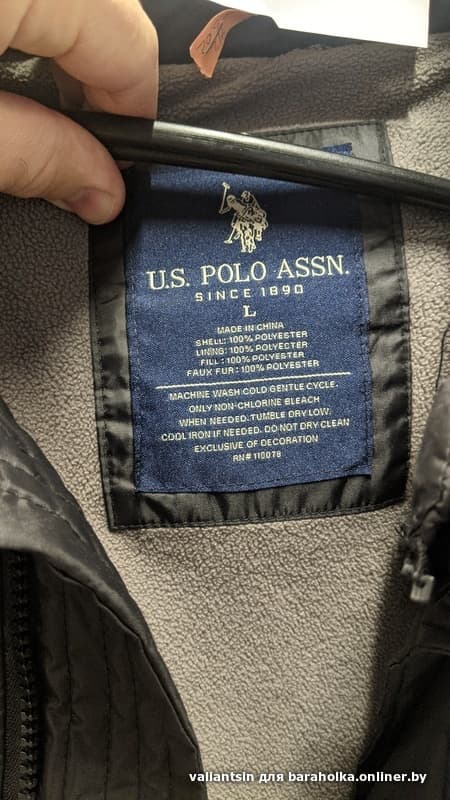 U.S. POLO ASSN.
SINCE 1890
L
MADE IN CHINA
SHELL: 100% POLYESTER
LINING: 100% POLYECTER
FILL: 100% POLYESTER
FAUX FUR: 100% POLYESTER
MACHINE WASH COLD GENTLE CYCLE.
ONLY NON-CHLORINE BLEACH
WHEN NEEDED. TUMBLE DRY LOW.
COOL IRON IF NEEDED. DO NOT DRY CLEAN
EXCLUSIVE OF DECORATION
RN# 110078
valiantsin для baraholka.onliner.by